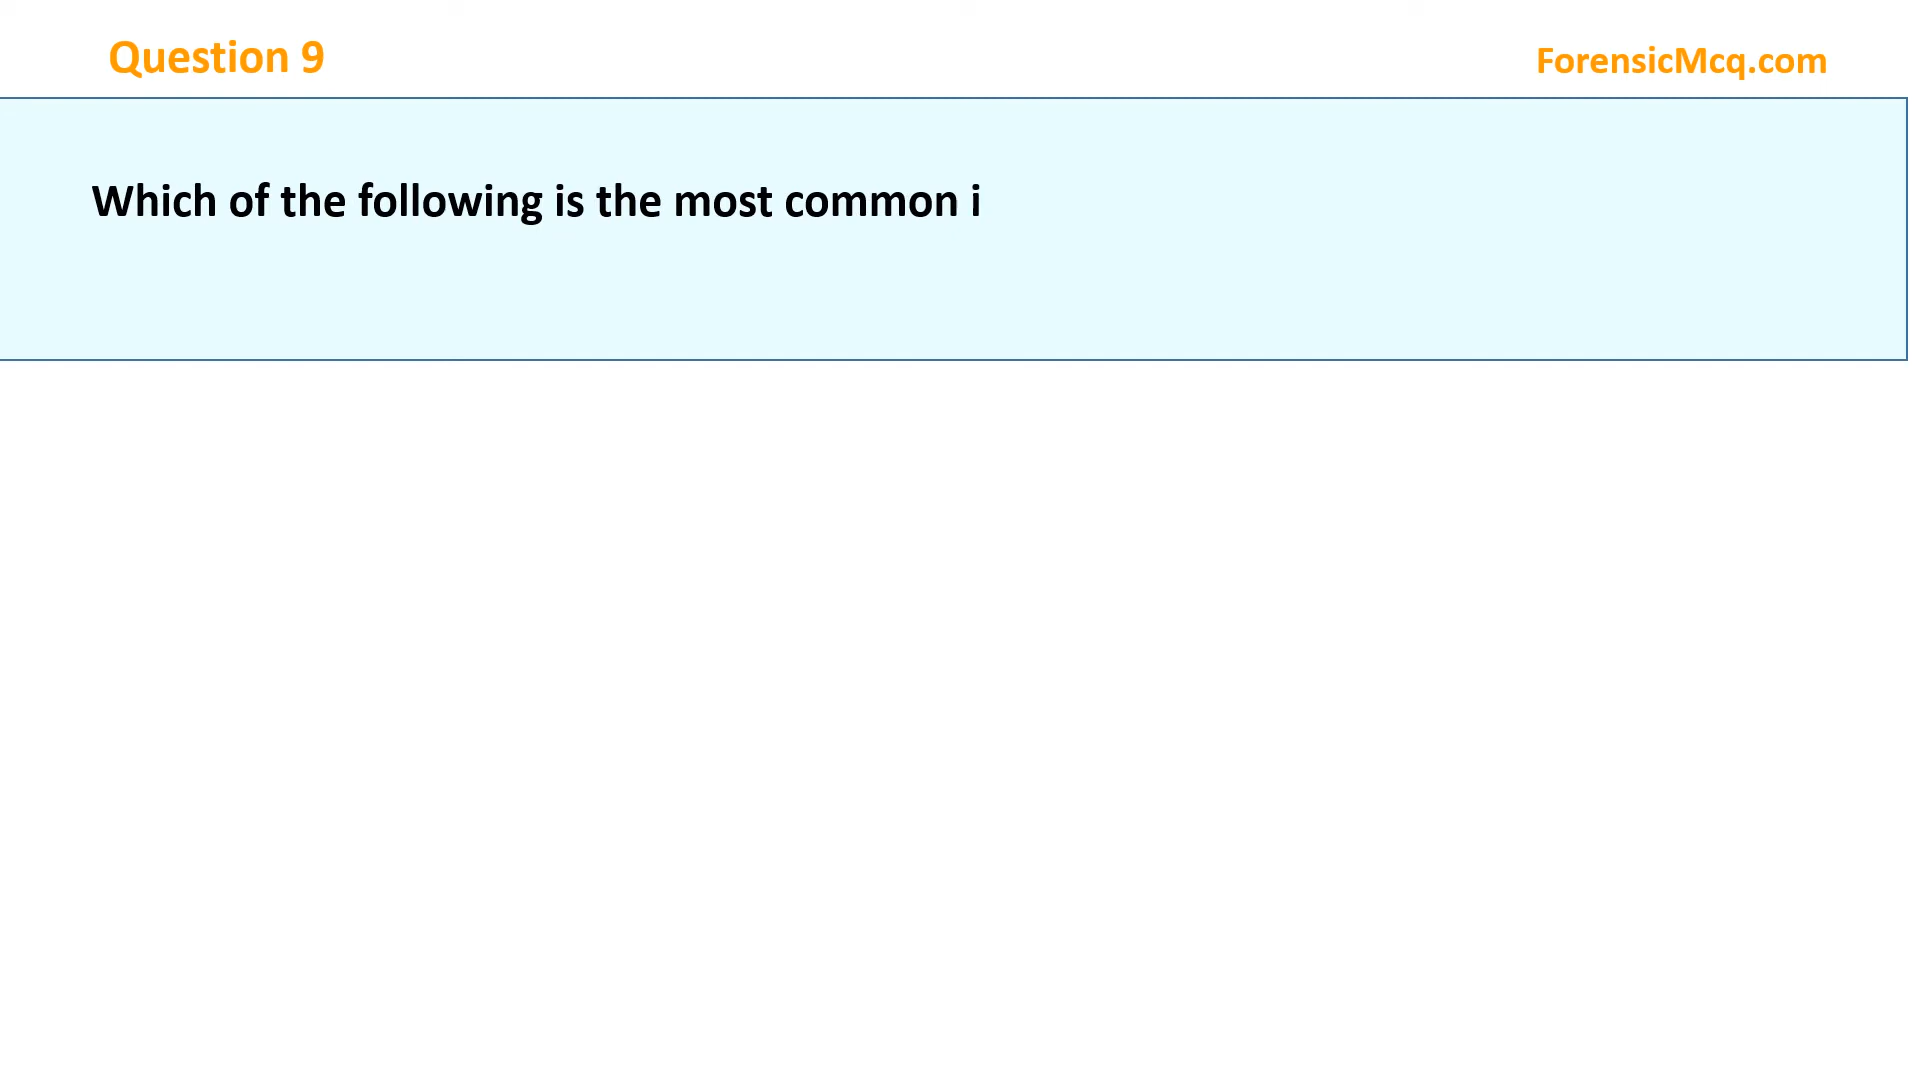 Question 9
ForensicMcq.com
Which of the following is the most common i